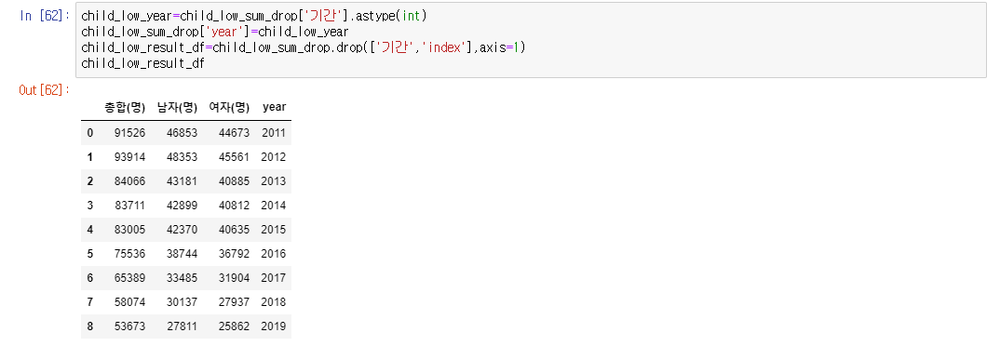 In [62]: child_low_year=child_low_sum_drop['기간'].astype(int)
child_low_sum_drop['year']=child_low_year
child_low_result_df=child_low_sum_drop.drop(['기간','index'],axis=1)
child_low_result_df
Out[62]:
총합(명) 남자(명) 여자(명) year
0 91526 46853 44673 2011
1 93914 48353 45561 2012
2 84066 43181 40885 2013
3 83711 42899 40812 2014
4 83005 42370 40635 2015
5 75536 38744 36792 2016
6 65389 33485 31904 2017
7 58074 30137 27937 2018
8 53673 27811 25862 2019